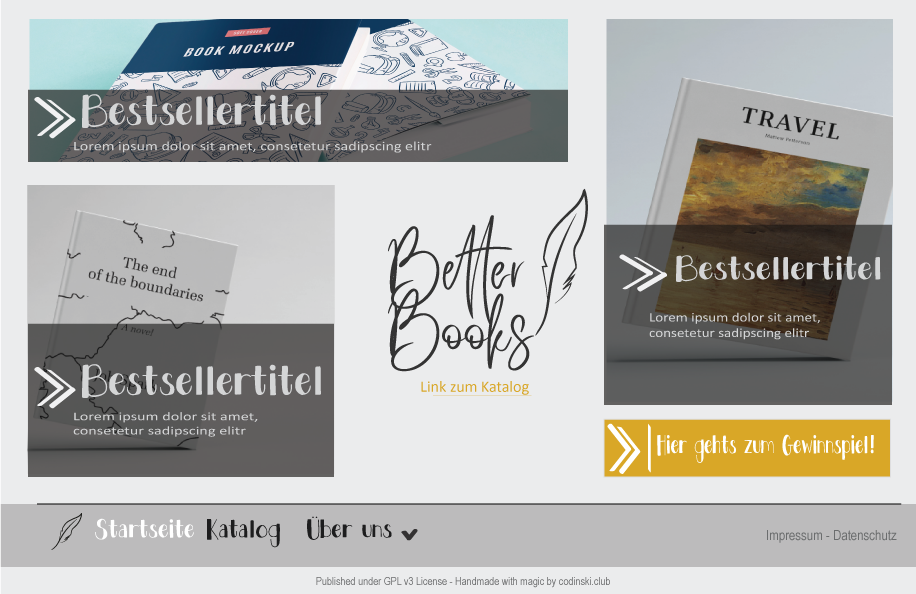 BOOK MOCKUP
Bestsellertitel
Lorem ipsum dolor sit amet, consetetur sadipscing elitr
TRAVEL
Bestsellertitel
Lorem ipsum dolor sit amet,
consetetur sadipscing elitr
The end
of the boundaries
A novel
Bestsellertitel
Lorem ipsum dolor sit amet,
consetetur sadipscing elitr
Better
Books
Link zum Katalog
Hier gehts zum Gewinnspiel!
Startseite Katalog Über uns
Impressum - Datenschutz
Published under GPL v3 License - Handmade with magic by codinski.club